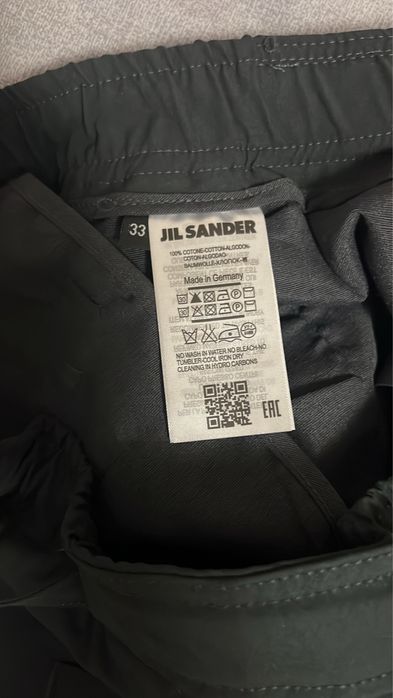 33
JIL SANDER
100% COTONE-COTTON-ALGODON-
COTON-ALGODAO-
BAUMWOLLE-ХЛОПОК-棉
Made in Germany
NO WASH IN WATER NO BLEACH-NO
TUMBLER-COOL IRON DRY
CLEANING IN HYDRO CARBONS
EAC